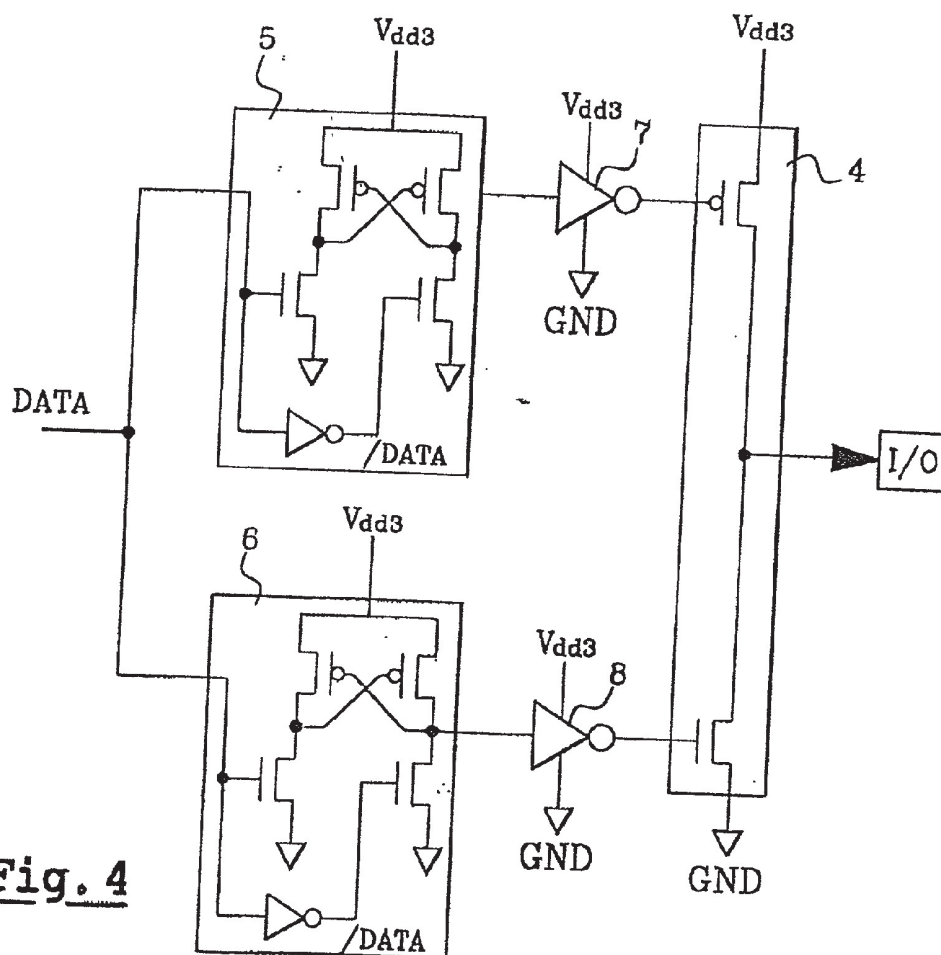 5
Vdd3
Vdd3
Vdd3
7
4
GND
DATA
/DATA
I/O
6
Vdd3
Vdd3
8
GND
GND
/DATA
Fig. 4